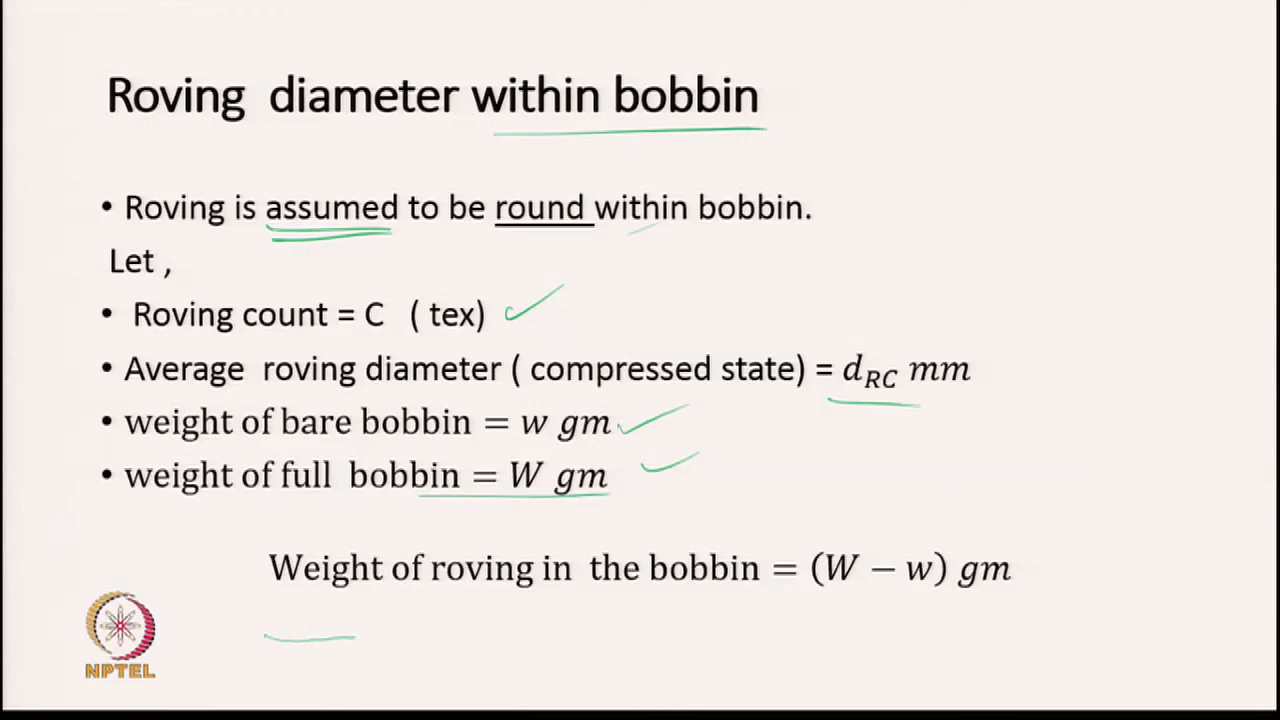 Roving diameter within bobbin
• Roving is assumed to be round within bobbin.
Let ,
• Roving count = C ( tex)
• Average roving diameter ( compressed state) = d_RC mm
• weight of bare bobbin = w gm
• weight of full bobbin = W gm
Weight of roving in the bobbin = (W − w) gm
NPTEL